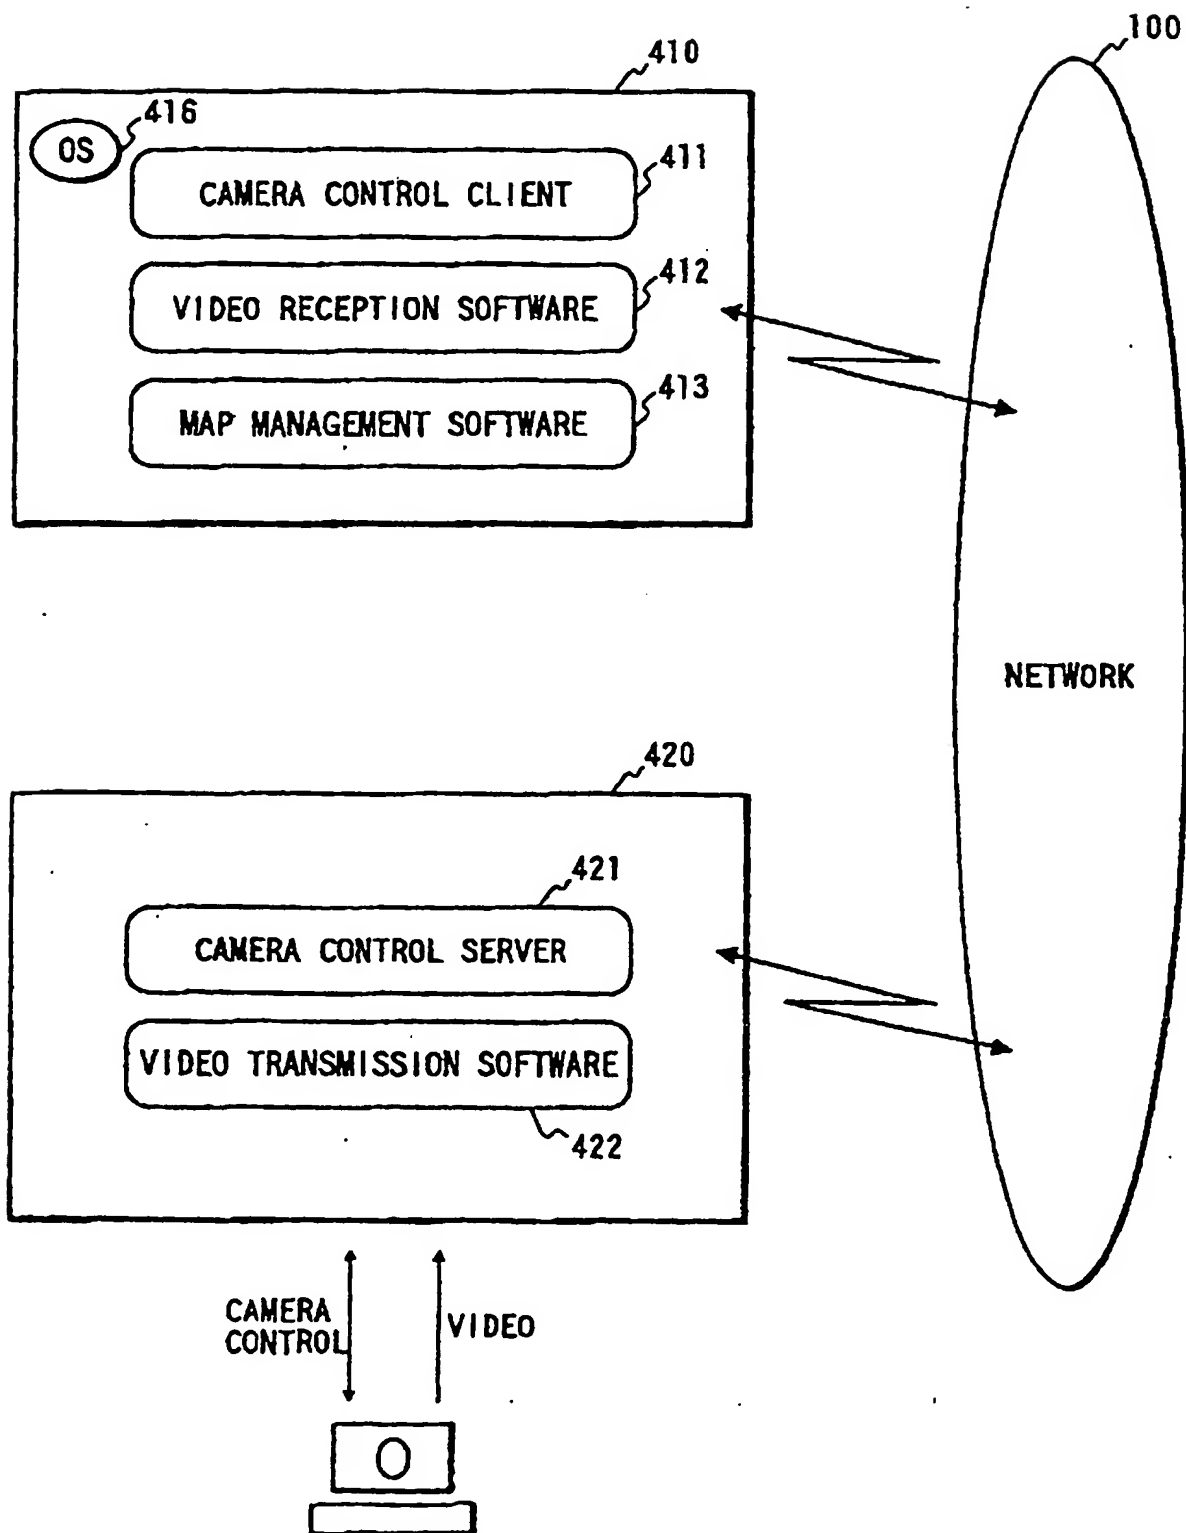 100
410
OS
416
CAMERA CONTROL CLIENT
411
VIDEO RECEPTION SOFTWARE
412
MAP MANAGEMENT SOFTWARE
413
NETWORK
420
421
CAMERA CONTROL SERVER
VIDEO TRANSMISSION SOFTWARE
422
CAMERA
CONTROL
VIDEO